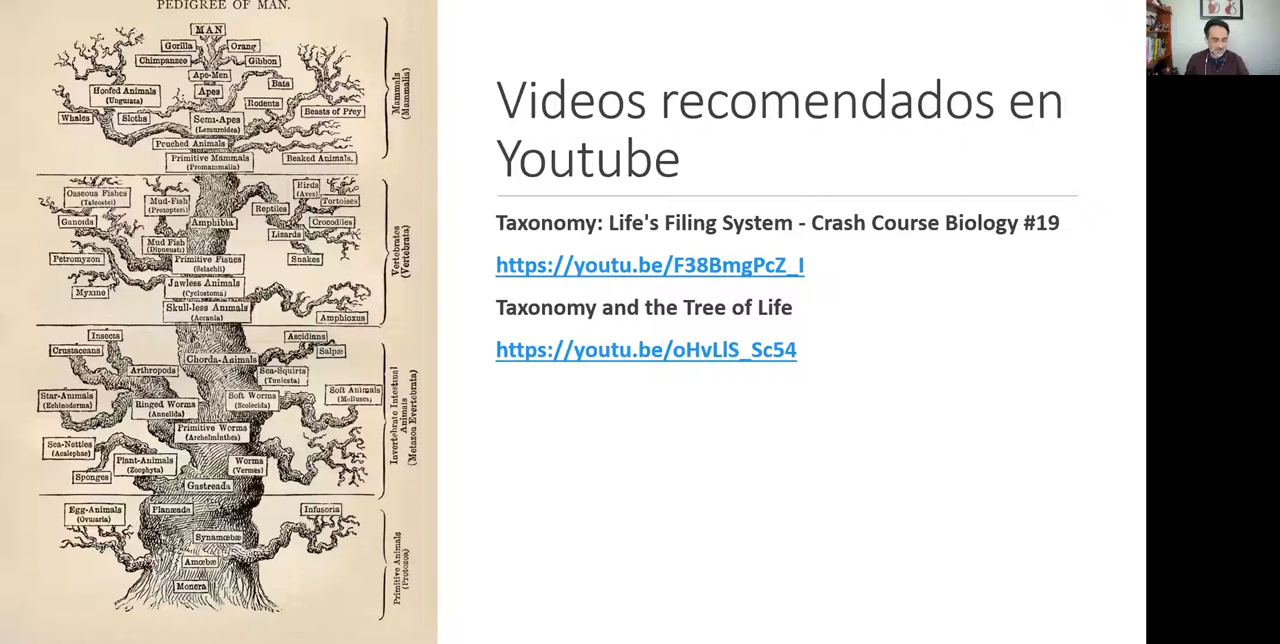 PEDIGREE OF MAN.
MAN
Gorilla
Orang
Chimpanzee
Gibbon
Ape-Men
Bats
Hoofed Animals
(Ungulata)
Apes
Rodents
Whales
Sloths
Semi-Apes
(Lemuroidea)
Beasts of Prey
Pouched Animals
Primitive Mammals
(Promammalia)
Beaked Animals.
Mammals
(Mammalia)
Osseous Fishes
(Teleostei)
Mud-Fish
(Protopteri)
Birds
(Aves)
Tortoises
Ganoids
Amphibia
Reptiles
Crocodiles
Mud Fish
(Dipneusti)
Lizards
Petromyzon
Primitive Fishes
(Selachii)
Snakes
Myxine
Jawless Animals
(Cyclostoma)
Skull-less Animals
(Acrania)
Amphioxus
Vertebrates
(Vertebrata)
Insects
Ascidians
Crustaceans
Chorda-Animals
Salpæ
Arthropods
Sea-Squirts
(Tunicata)
Star-Animals
(Echinoderma)
Ringed Worms
(Annelida)
Soft Worms
(Scolecida)
Soft Animals
(Mollusca)
Primitive Worms
(Archelminthes)
Sea-Nettles
(Acalephae)
Plant-Animals
(Zoophyta)
Worms
(Vermes)
Sponges
Gastreada
Invertebrate Intestinal
Animals
(Metazoa Evertebrata)
Egg-Animals
(Ovularia)
Planæada
Infusoria
Synamœbæ
Amœbæ
Monera
Primitive Animals
(Protozoa)
Videos recomendados en
Youtube
Taxonomy: Life's Filing System - Crash Course Biology #19
https://youtu.be/F38BmgPcZ_I
Taxonomy and the Tree of Life
https://youtu.be/oHvLlS_Sc54